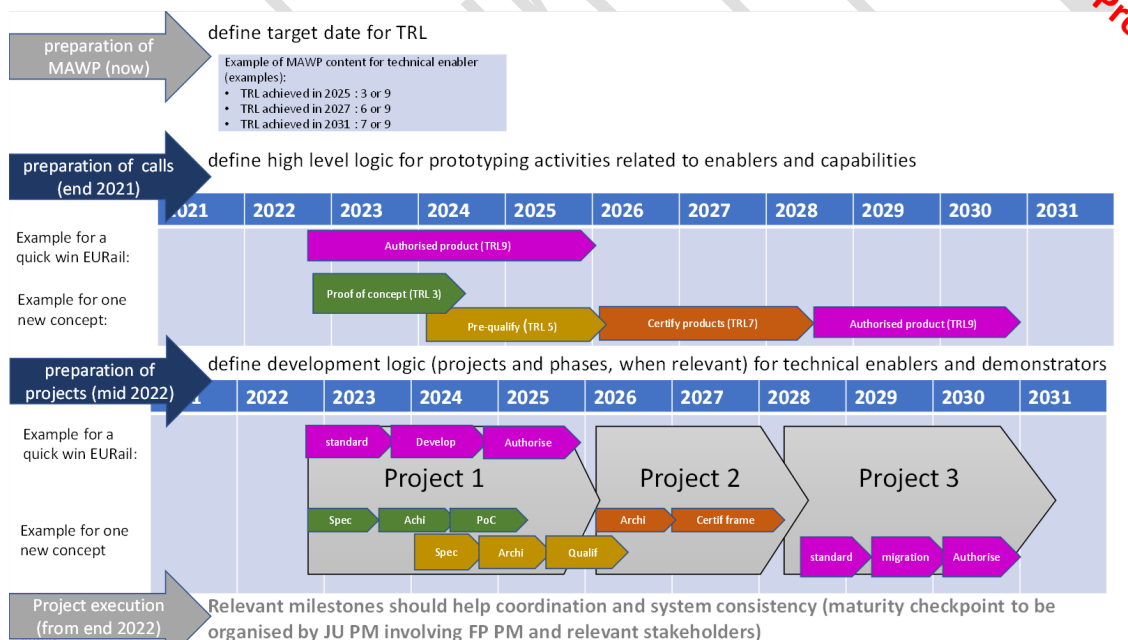 Pre
preparation of
MAWP (now)
define target date for TRL
Example of MAWP content for technical enabler
(examples):
• TRL achieved in 2025 : 3 or 9
• TRL achieved in 2027 : 6 or 9
• TRL achieved in 2031 : 7 or 9
preparation of calls
(end 2021)
define high level logic for prototyping activities related to enablers and capabilities
2021 2022 2023 2024 2025 2026 2027 2028 2029 2030 2031
Example for a
quick win EURail:
Authorised product (TRL9)
Example for one
new concept:
Proof of concept (TRL 3)
Pre-qualify (TRL 5)
Certify products (TRL7)
Authorised product (TRL9)
preparation of
projects (mid 2022)
define development logic (projects and phases, when relevant) for technical enablers and demonstrators
1 2022 2023 2024 2025 2026 2027 2028 2029 2030 2031
Example for a
quick win EURail:
standard Develop Authorise
Project 1 Project 2 Project 3
Example for one
new concept
Spec Achi PoC Archi Certif frame
Spec Archi Qualif standard migration Authorise
Project execution
(from end 2022)
Relevant milestones should help coordination and system consistency (maturity checkpoint to be
organised by JU PM involving FP PM and relevant stakeholders)